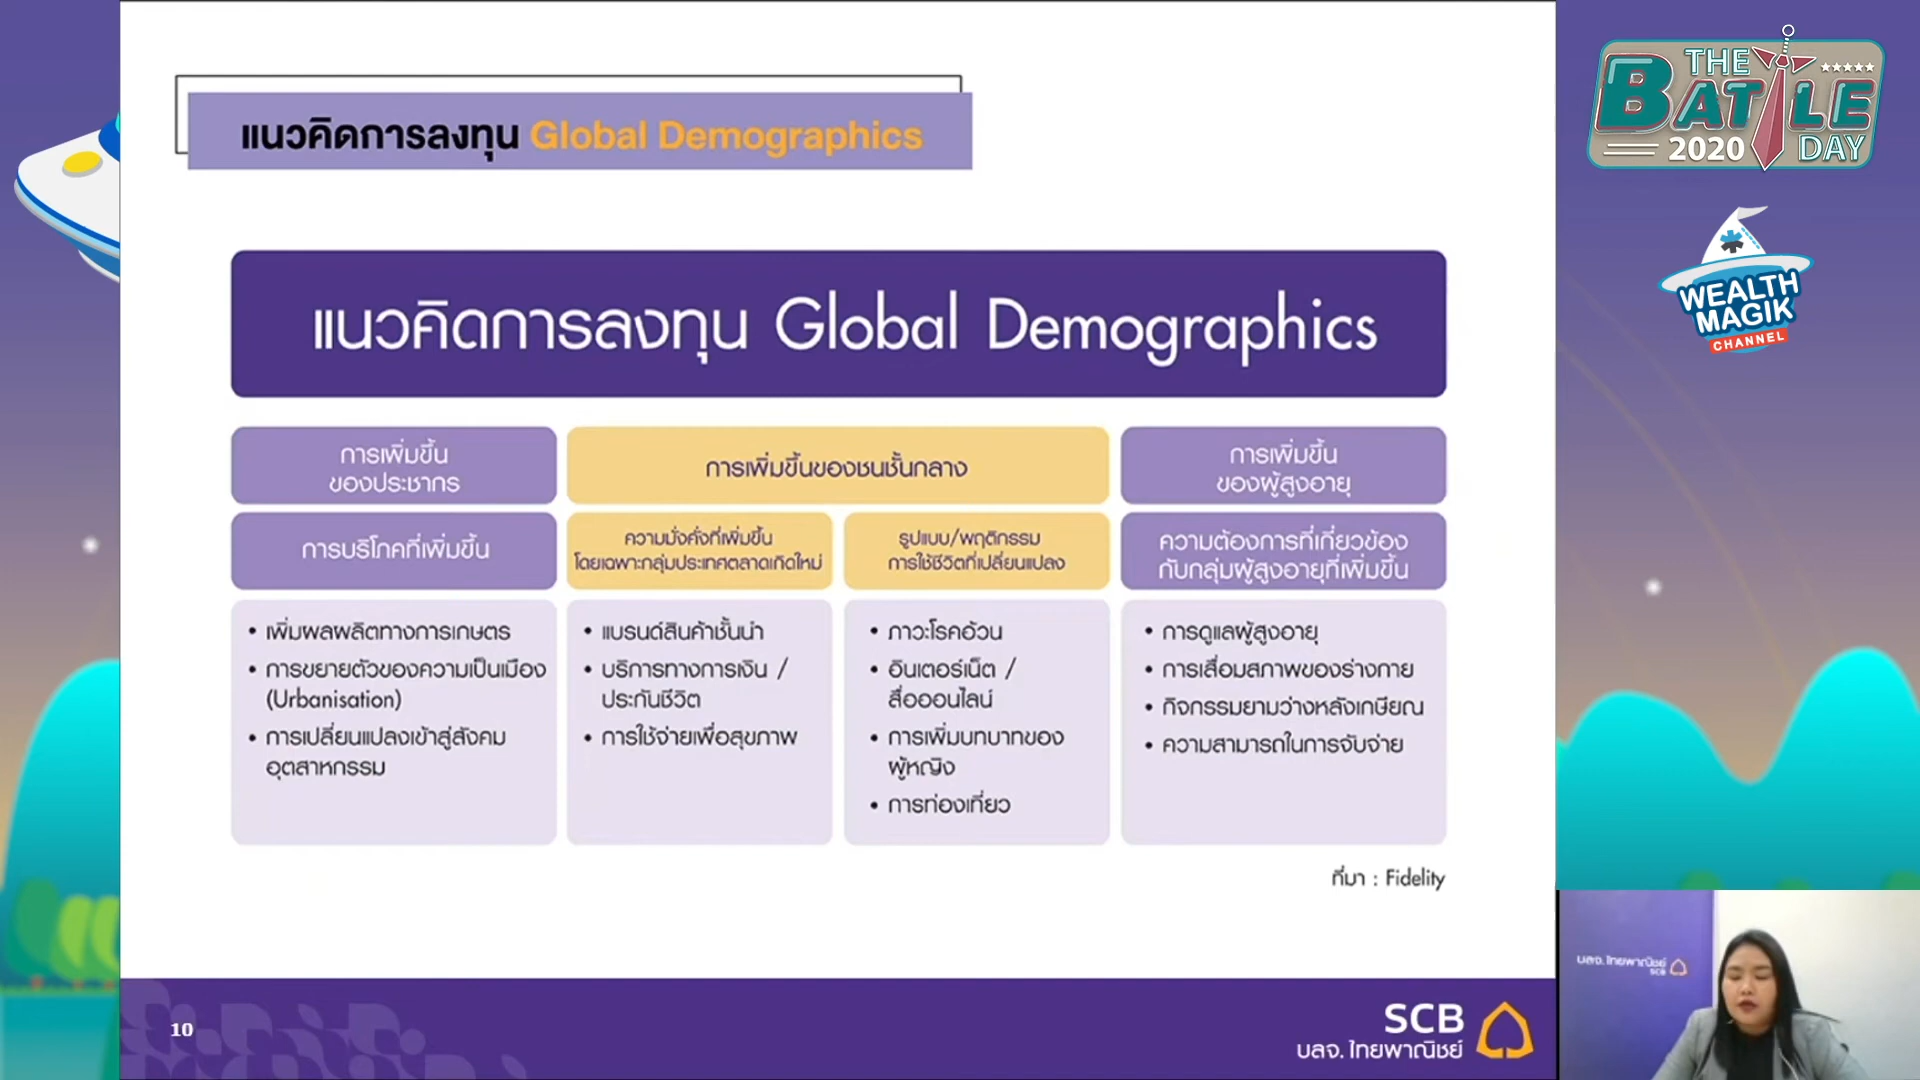 แนวคิดการลงทุน Global Demographics
THE
BATTLE
2020 DAY
WEALTH
MAGIK
CHANNEL
แนวคิดการลงทุน Global Demographics
การเพิ่มขึ้น
ของประชากร
การเพิ่มขึ้นของชนชั้นกลาง
การเพิ่มขึ้น
ของผู้สูงอายุ
การบริโภคที่เพิ่มขึ้น
ความมั่งคั่งที่เพิ่มขึ้น
โดยเฉพาะกลุ่มประเทศตลาดเกิดใหม่
รูปแบบ/พฤติกรรม
การใช้ชีวิตที่เปลี่ยนแปลง
ความต้องการที่เกี่ยวข้อง
กับกลุ่มผู้สูงอายุที่เพิ่มขึ้น
• เพิ่มผลผลิตทางการเกษตร
• การขยายตัวของความเป็นเมือง
(Urbanisation)
• การเปลี่ยนแปลงเข้าสู่สังคม
อุตสาหกรรม
• แบรนด์สินค้าชั้นนำ
• บริการทางการเงิน /
ประกันชีวิต
• การใช้จ่ายเพื่อสุขภาพ
• ภาวะโรคอ้วน
• อินเตอร์เน็ต /
สื่อออนไลน์
• การเพิ่มบทบาทของ
ผู้หญิง
• การท่องเที่ยว
• การดูแลผู้สูงอายุ
• การเสื่อมสภาพของร่างกาย
• กิจกรรมยามว่างหลังเกษียณ
• ความสามารถในการจับจ่าย
ที่มา : Fidelity
10
SCB
บลจ. ไทยพาณิชย์
บลจ. ไทยพาณิชย์
SCB